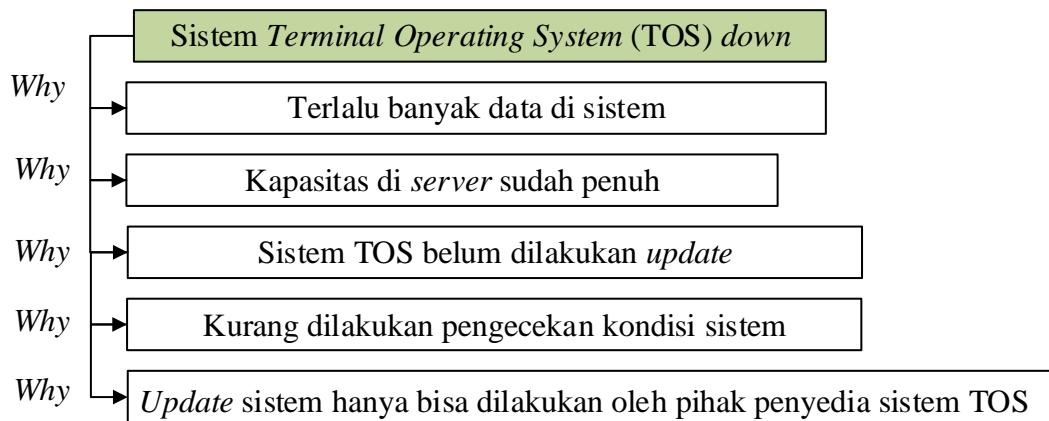 Sistem Terminal Operating System (TOS) down
Why
Terlalu banyak data di sistem
Why
Kapasitas di server sudah penuh
Why
Sistem TOS belum dilakukan update
Why
Kurang dilakukan pengecekan kondisi sistem
Why
Update sistem hanya bisa dilakukan oleh pihak penyedia sistem TOS